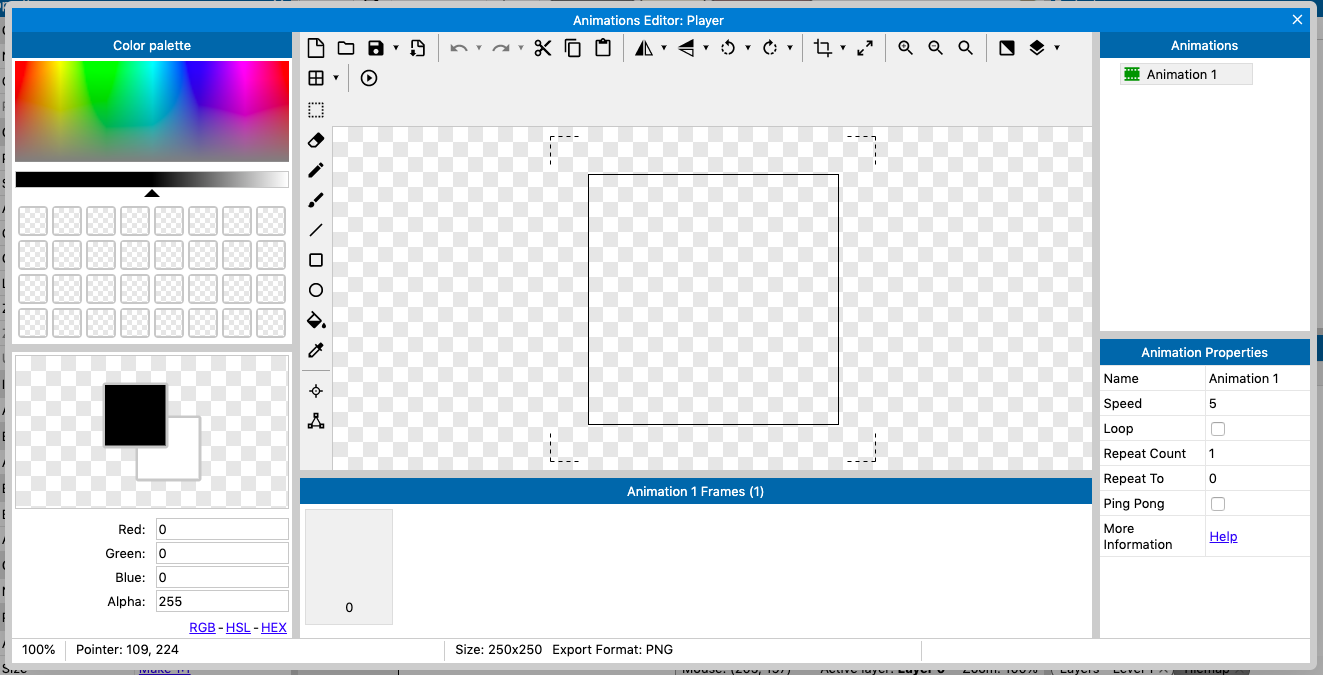 Animations Editor: Player
Color palette
Red: 0
Green: 0
Blue: 0
Alpha: 255
RGB - HSL - HEX
Animation 1 Frames (1)
0
Animations
Animation 1
Animation Properties
Name Animation 1
Speed 5
Loop
Repeat Count 1
Repeat To 0
Ping Pong
More
Information Help
100% Pointer: 109, 224 Size: 250x250 Export Format: PNG